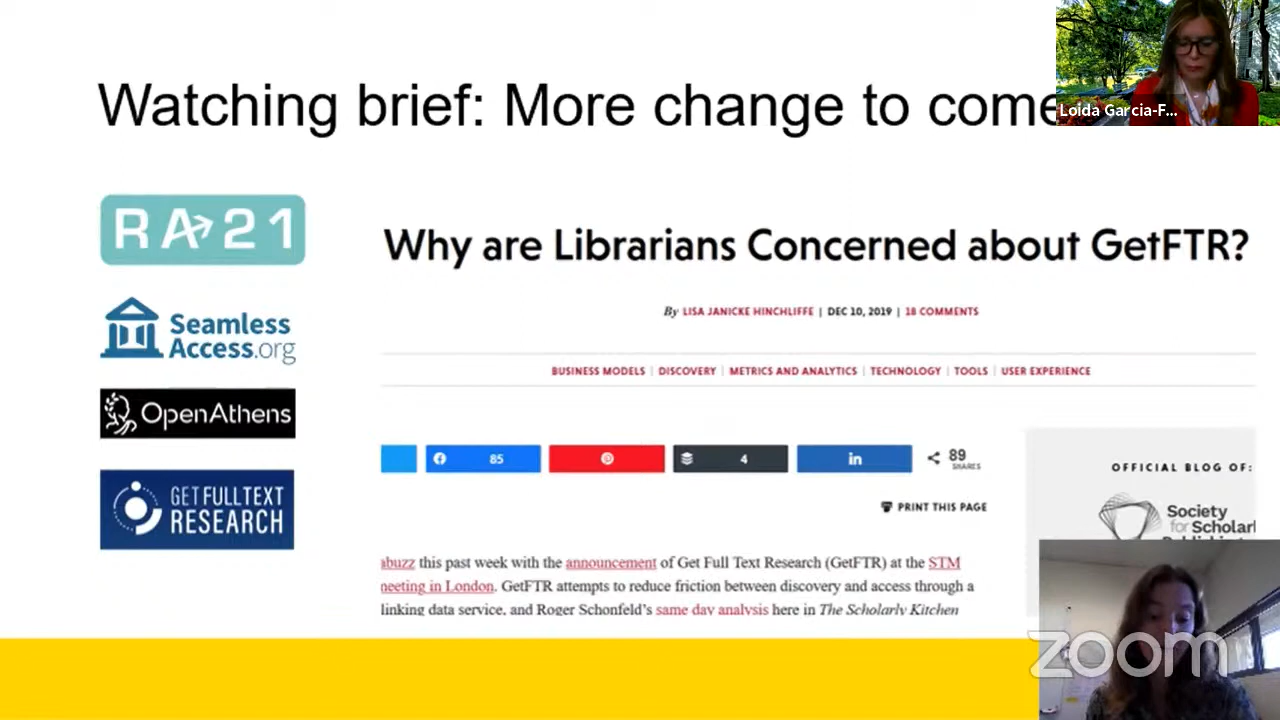 Watching brief: More change to come
Loida Garcia-F...
RA21
Seamless
Access.org
OpenAthens
GET FULL TEXT
RESEARCH
Why are Librarians Concerned about GetFTR?
By LISA JANICKE HINCHLIFFE | DEC 10, 2019 | 18 COMMENTS
BUSINESS MODELS | DISCOVERY | METRICS AND ANALYTICS | TECHNOLOGY | TOOLS | USER EXPERIENCE
85
4
in
89
SHARES
PRINT THIS PAGE
OFFICIAL BLOG OF:
Society
for Scholarl
abuzz this past week with the announcement of Get Full Text Research (GetFTR) at the STM
neeting in London. GetFTR attempts to reduce friction between discovery and access through a
linking data service, and Roger Schonfeld's same day analysis here in The Scholarly Kitchen
zoom